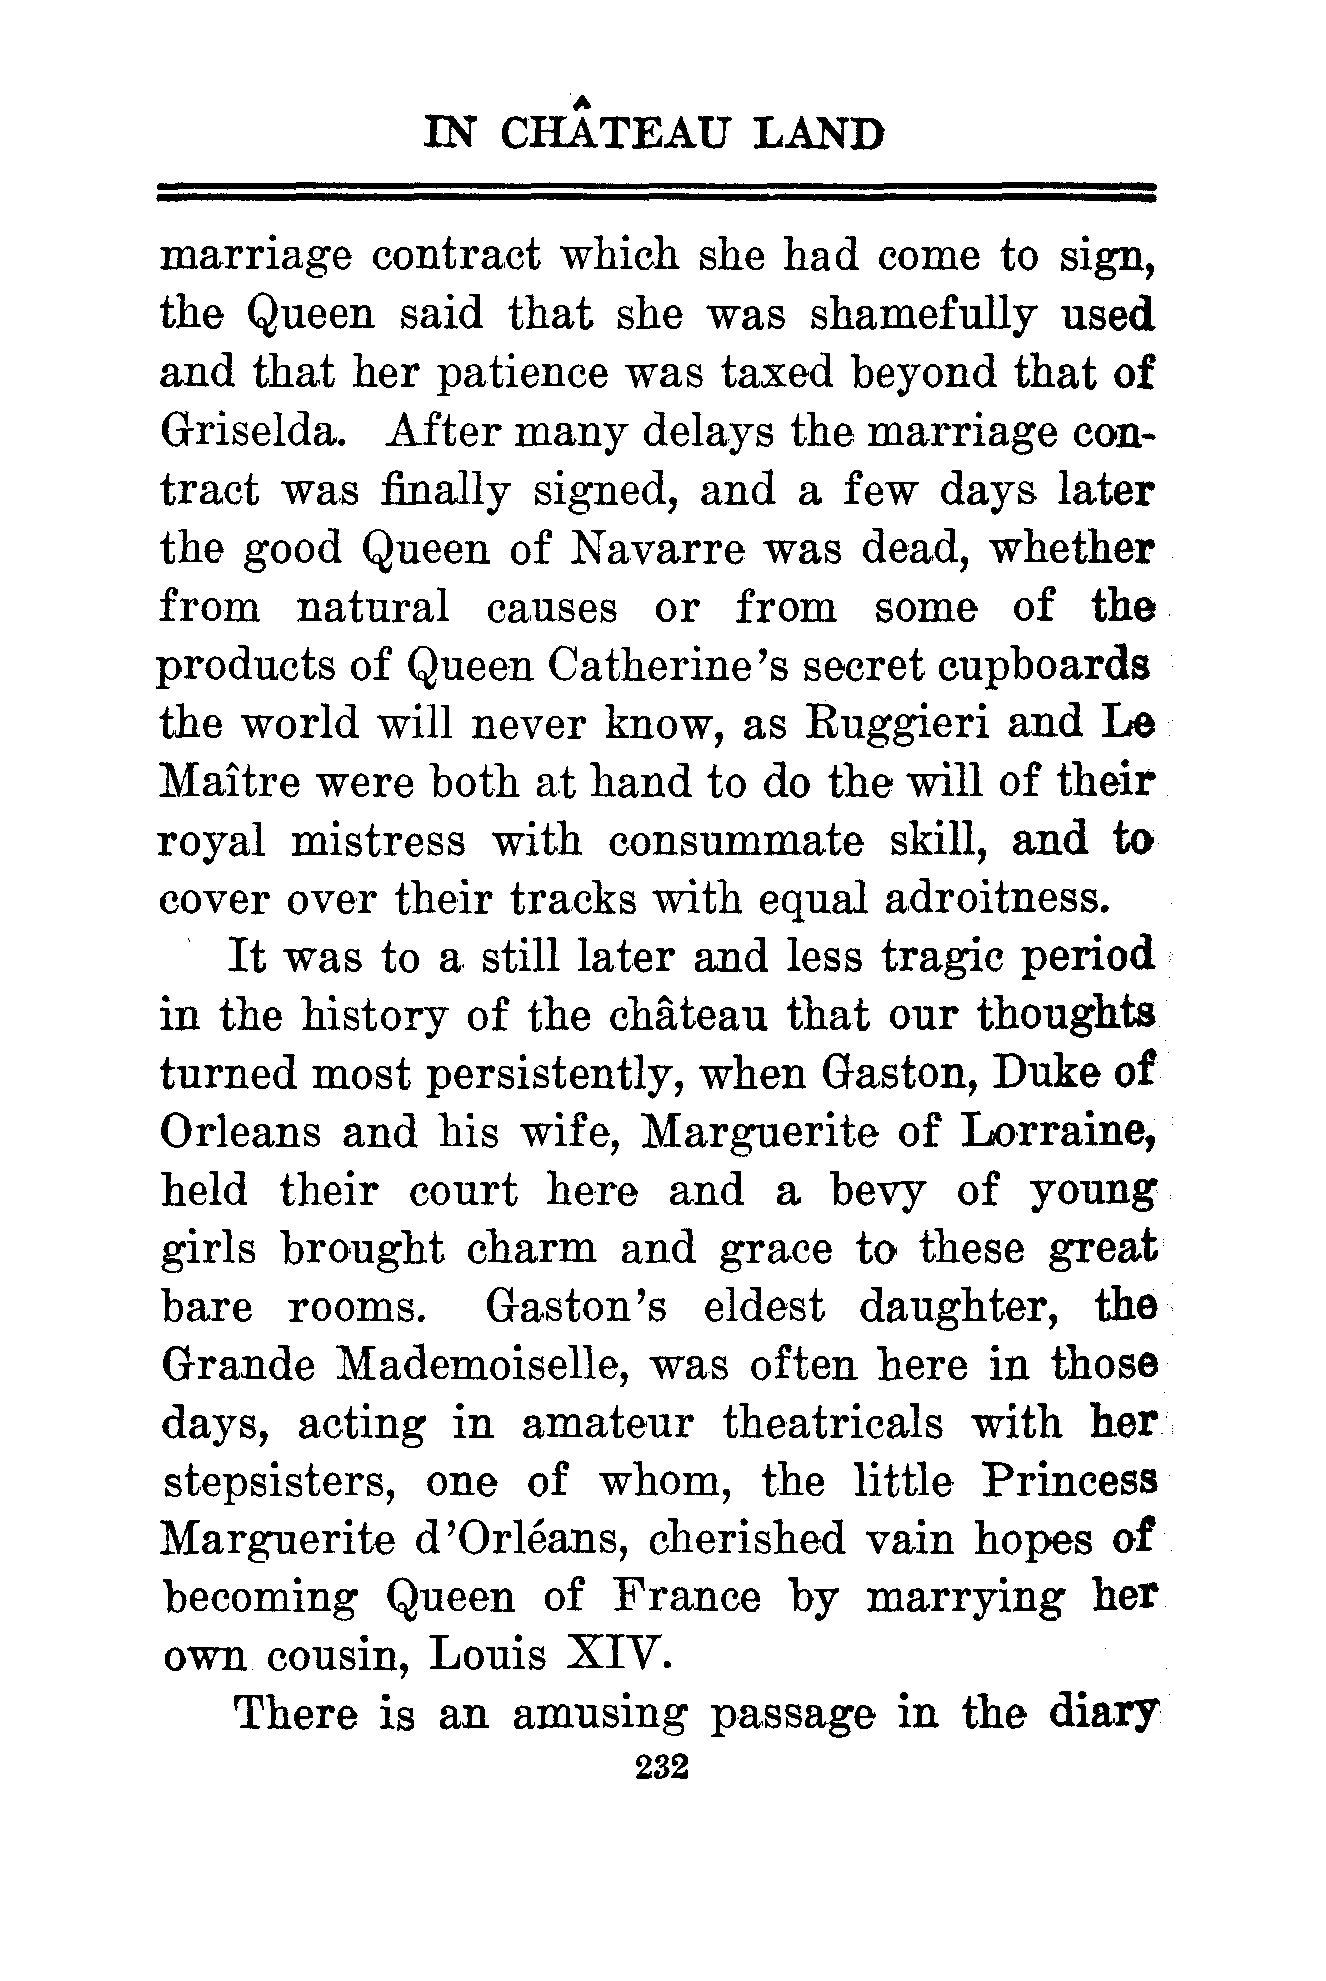 IN CHÂTEAU LAND
marriage contract which she had come to sign,
the Queen said that she was shamefully used
and that her patience was taxed beyond that of
Griselda. After many delays the marriage con-
tract was finally signed, and a few days later
the good Queen of Navarre was dead, whether
from natural causes or from some of the
products of Queen Catherine's secret cupboards
the world will never know, as Ruggieri and Le
Maître were both at hand to do the will of their
royal mistress with consummate skill, and to
cover over their tracks with equal adroitness.
It was to a still later and less tragic period
in the history of the château that our thoughts
turned most persistently, when Gaston, Duke of
Orleans and his wife, Marguerite of Lorraine,
held their court here and a bevy of young
girls brought charm and grace to these great
bare rooms. Gaston's eldest daughter, the
Grande Mademoiselle, was often here in those
days, acting in amateur theatricals with her
stepsisters, one of whom, the little Princess
Marguerite d'Orléans, cherished vain hopes of
becoming Queen of France by marrying her
own cousin, Louis XIV.
There is an amusing passage in the diary
232